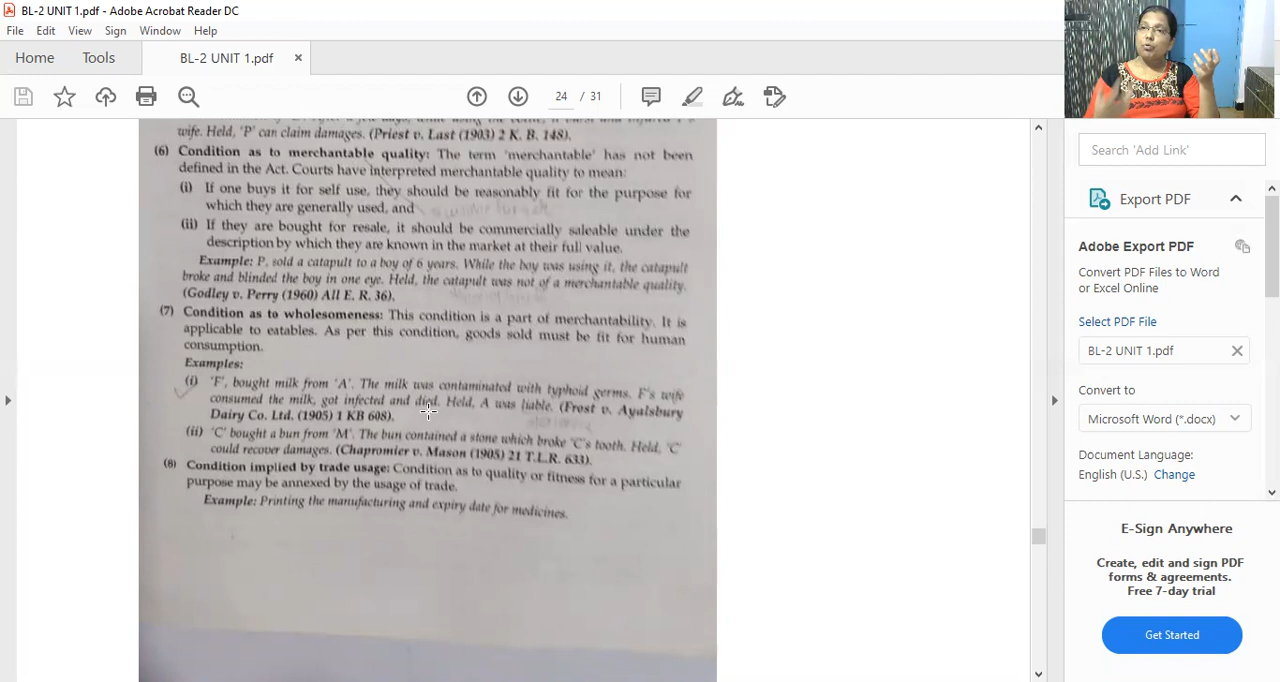 BL-2 UNIT 1.pdf - Adobe Acrobat Reader DC
File Edit View Sign Window Help
Home Tools BL-2 UNIT 1.pdf ×
24 / 31
wife. Held, 'P' can claim damages. (Priest v. Last (1903) 2 K. B. 148).
(6) Condition as to merchantable quality: The term 'merchantable' has not been
defined in the Act. Courts have interpreted merchantable quality to mean:
(i) If one buys it for self use, they should be reasonably fit for the purpose for
which they are generally used, and
(ii) If they are bought for resale, it should be commercially saleable under the
description by which they are known in the market at their full value.
Example: P, sold a catapult to a boy of 6 years. While the boy was using it, the catapult
broke and blinded the boy in one eye. Held, the catapult was not of a merchantable quality.
(Godley v. Perry (1960) All E. R. 36).
(7) Condition as to wholesomeness: This condition is a part of merchantability. It is
applicable to eatables. As per this condition, goods sold must be fit for human
consumption.
Examples:
(i) 'F', bought milk from 'A'. The milk was contaminated with typhoid germs. F's wife
consumed the milk, got infected and died. Held, A was liable. (Frost v. Ayalsbury
Dairy Co. Ltd. (1905) 1 KB 608).
(ii) 'C' bought a bun from 'M'. The bun contained a stone which broke 'C's tooth. Held, 'C'
could recover damages. (Chapromier v. Mason (1905) 21 T.L.R. 633).
(8) Condition implied by trade usage: Condition as to quality or fitness for a particular
purpose may be annexed by the usage of trade.
Example: Printing the manufacturing and expiry date for medicines.
Search 'Add Link'
Export PDF
Adobe Export PDF
Convert PDF Files to Word
or Excel Online
Select PDF File
BL-2 UNIT 1.pdf
Convert to
Microsoft Word (*.docx)
Document Language:
English (U.S.) Change
E-Sign Anywhere
Create, edit and sign PDF
forms & agreements.
Free 7-day trial
Get Started